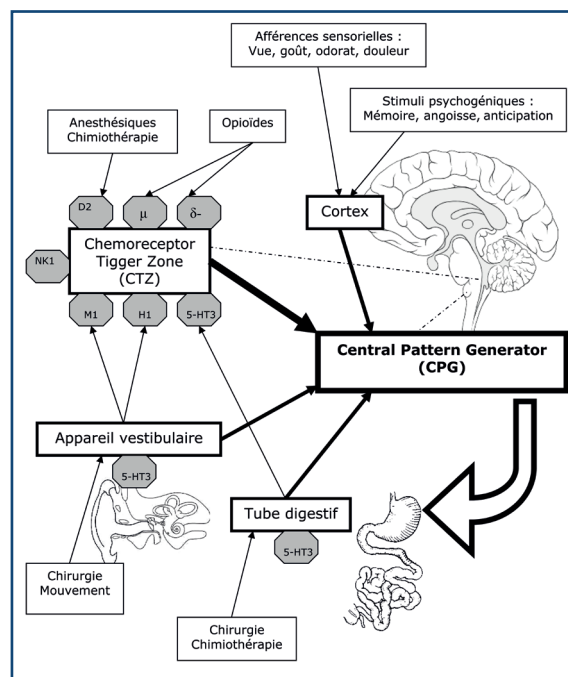 Afférences sensorielles :
Vue, goût, odorat, douleur
Stimuli psychogéniques :
Mémoire, angoisse, anticipation
Anesthésiques
Chimiothérapie
Opioïdes
Cortex
D2
μ
δ-
Chemoreceptor
Tigger Zone
(CTZ)
NK1
M1
H1
5-HT3
Central Pattern Generator
(CPG)
Appareil vestibulaire
5-HT3
Tube digestif
5-HT3
Chirurgie
Mouvement
Chirurgie
Chimiothérapie